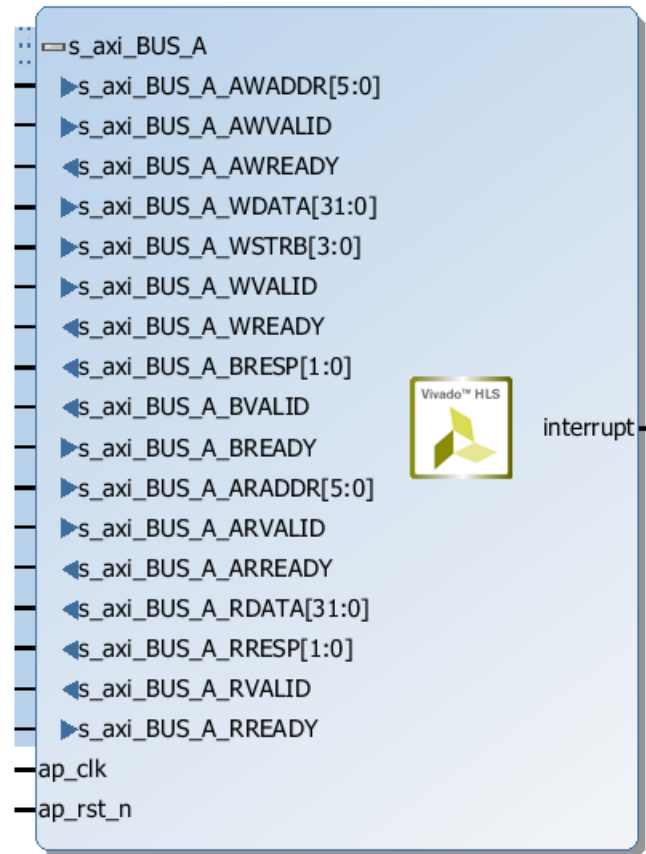 s_axi_BUS_A
s_axi_BUS_A_AWADDR[5:0]
s_axi_BUS_A_AWVALID
s_axi_BUS_A_AWREADY
s_axi_BUS_A_WDATA[31:0]
s_axi_BUS_A_WSTRB[3:0]
s_axi_BUS_A_WVALID
s_axi_BUS_A_WREADY
s_axi_BUS_A_BRESP[1:0]
s_axi_BUS_A_BVALID
s_axi_BUS_A_BREADY
s_axi_BUS_A_ARADDR[5:0]
s_axi_BUS_A_ARVALID
s_axi_BUS_A_ARREADY
s_axi_BUS_A_RDATA[31:0]
s_axi_BUS_A_RRESP[1:0]
s_axi_BUS_A_RVALID
s_axi_BUS_A_RREADY
ap_clk
ap_rst_n
Vivado™ HLS
interrupt